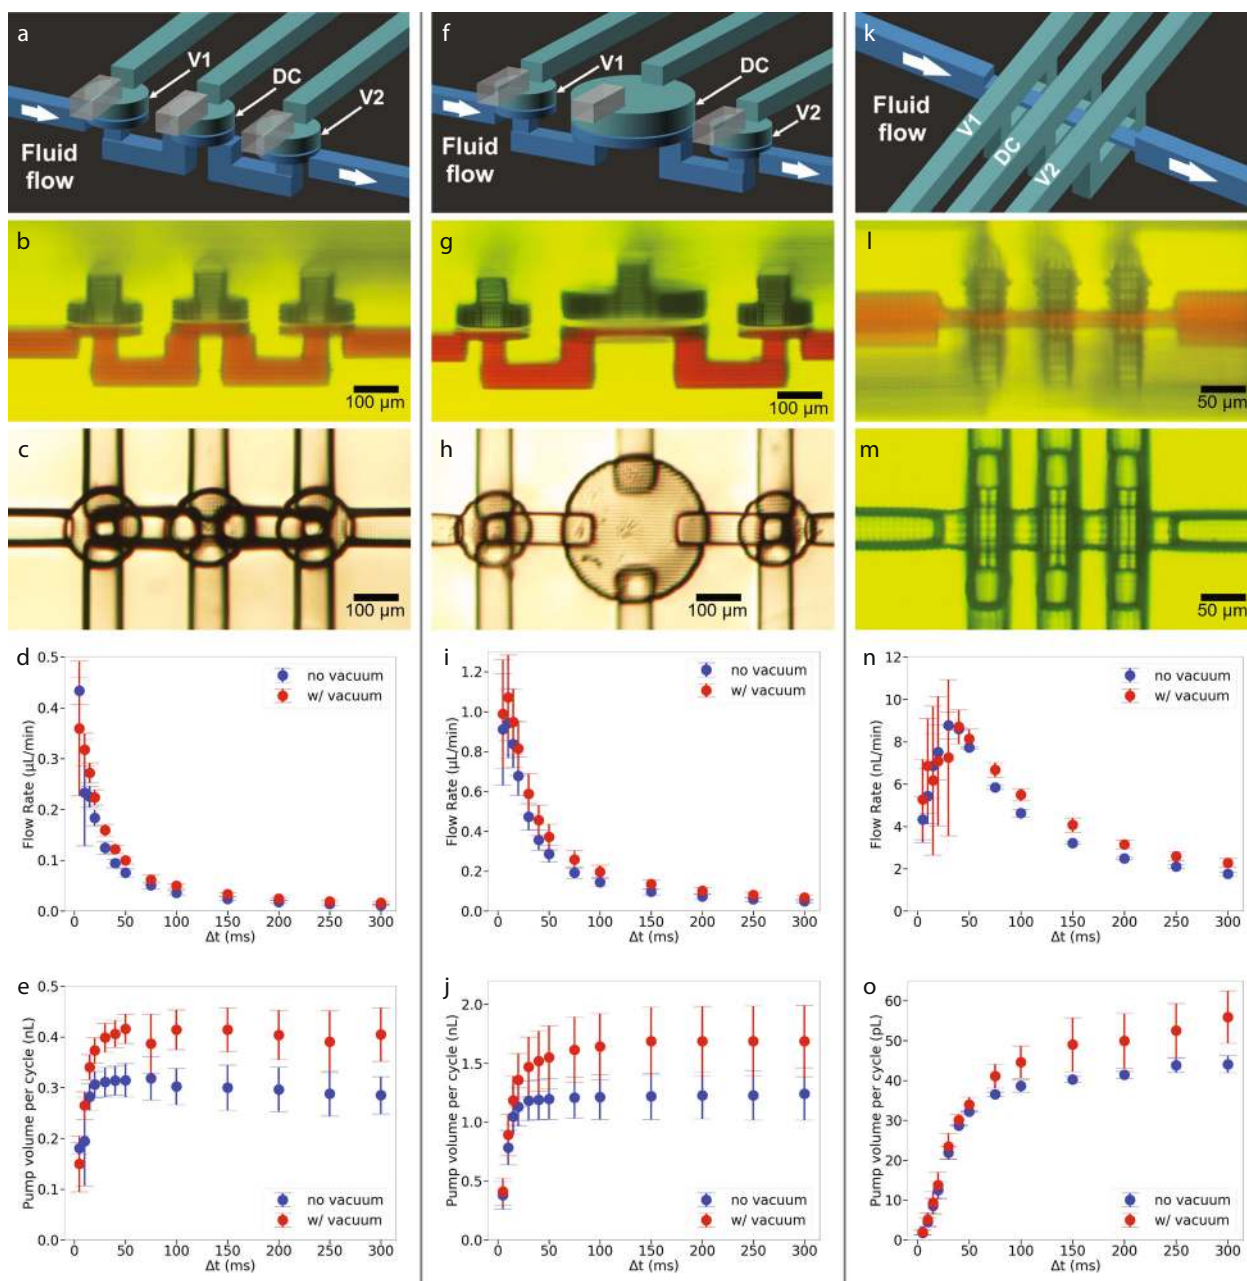 a
V1
DC
V2
Fluid
flow
b
100 µm
c
100 µm
d
0.5
0.4
0.3
0.2
0.1
0.0
Flow Rate (µL/min)
no vacuum
w/ vacuum
0 50 100 150 200 250 300
Δt (ms)
e
0.5
0.4
0.3
0.2
0.1
0.0
Pump volume per cycle (nL)
no vacuum
w/ vacuum
0 50 100 150 200 250 300
Δt (ms)
f
V1
DC
V2
Fluid
flow
g
100 µm
h
100 µm
i
1.2
1.0
0.8
0.6
0.4
0.2
0.0
Flow Rate (µL/min)
no vacuum
w/ vacuum
0 50 100 150 200 250 300
Δt (ms)
j
2.0
1.5
1.0
0.5
0.0
Pump volume per cycle (nL)
no vacuum
w/ vacuum
0 50 100 150 200 250 300
Δt (ms)
k
Fluid
flow
V1
DC
V2
l
50 µm
m
50 µm
n
12
10
8
6
4
2
0
Flow Rate (nL/min)
no vacuum
w/ vacuum
0 50 100 150 200 250 300
Δt (ms)
o
60
50
40
30
20
10
0
Pump volume per cycle (pL)
no vacuum
w/ vacuum
0 50 100 150 200 250 300
Δt (ms)